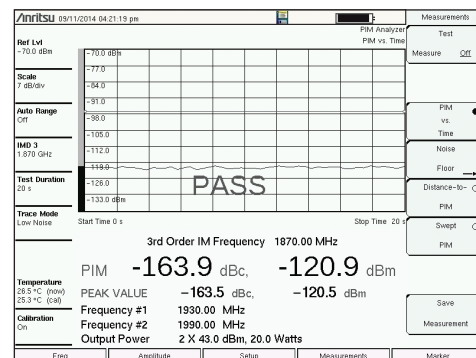 Anritsu 09/11/2014 04:21:19 pm
Measurements
PIM Analyzer
PIM vs. Time
Ref Lvl
-70.0 dBm
Scale
7 dB/div
Auto Range
Off
IMD 3
1.870 GHz
Test Duration
20 s
Trace Mode
Low Noise
Temperature
26.5 °C (now)
25.3 °C (cal)
Calibration
On
-70.0 dBm
-77.0
-84.0
-91.0
-98.0
-105.0
-112.0
-119.0
-126.0
-133.0 dBm
PASS
Start Time 0 s
Stop Time 20 s
3rd Order IM Frequency 1870.00 MHz
PIM -163.9 dBc, -120.9 dBm
PEAK VALUE -163.5 dBc, -120.5 dBm
Frequency #1 1930.00 MHz
Frequency #2 1990.00 MHz
Output Power 2 X 43.0 dBm, 20.0 Watts
Test
Measure Off
PIM
vs.
Time
Noise
Floor
Distance-to-
PIM
Swept
PIM
Save
Measurement
Freq
Amplitude
Setup
Measurements
Marker